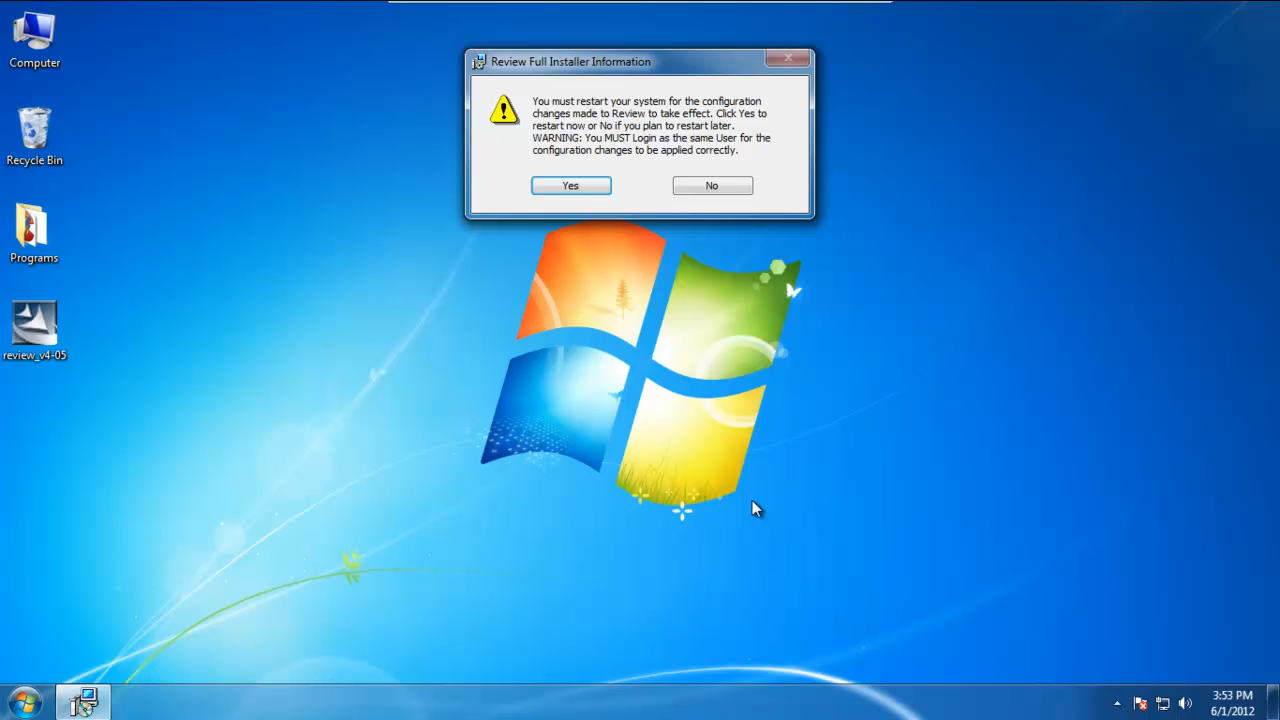 Computer
Recycle Bin
Programs
review_v4-05
Review Full Installer Information
You must restart your system for the configuration
changes made to Review to take effect. Click Yes to
restart now or No if you plan to restart later.
WARNING: You MUST Login as the same User for the
configuration changes to be applied correctly.
Yes
No
3:53 PM
6/1/2012